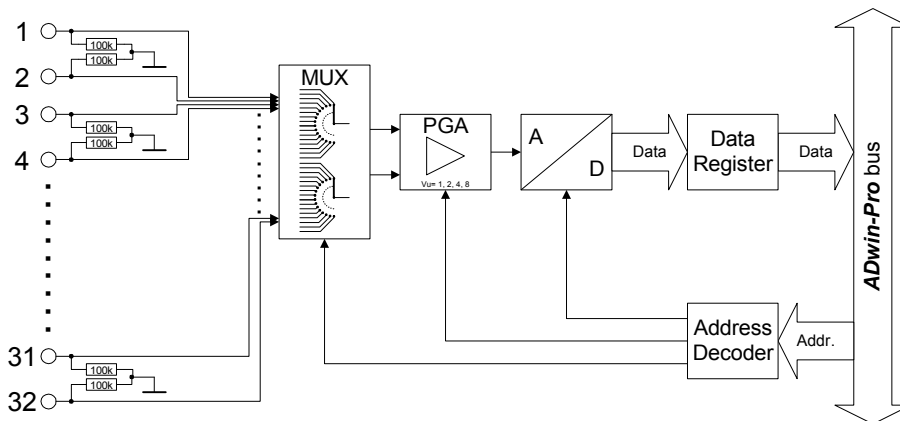 1
100k
100k
2
3
100k
100k
4
31
100k
100k
32
MUX
PGA
Vu= 1, 2, 4, 8
A
D
Data
Data
Register
Data
Address
Decoder
Addr.
ADwin-Pro bus